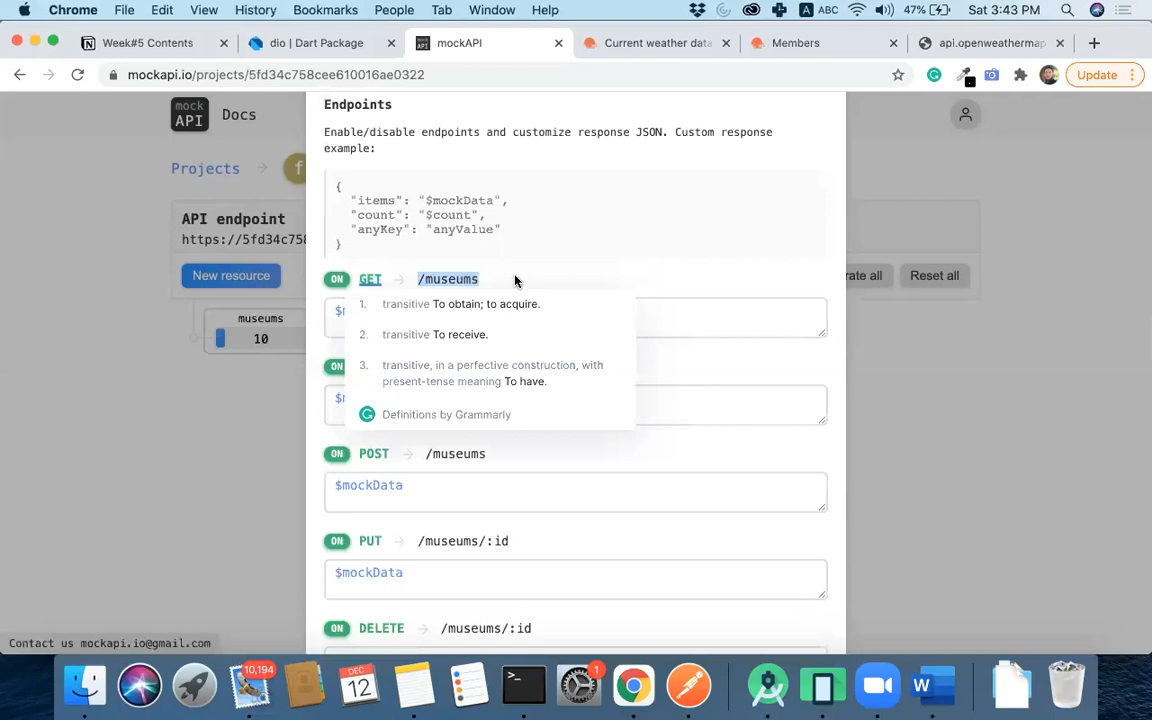 Chrome File Edit View History Bookmarks People Tab Window Help A ABC 47% Sat 3:43 PM
Week#5 Contents
dio | Dart Package
mockAPI
Current weather data
Members
api.openweathermap
mockapi.io/projects/5fd34c758cee610016ae0322
Update
mock
API
Docs
Projects
f
API endpoint
https://5fd34c758
New resource
rate all
Reset all
museums
10
Endpoints
Enable/disable endpoints and customize response JSON. Custom response
example:
{
"items": "$mockData",
"count": "$count",
"anyKey": "anyValue"
}
ON GET /museums
1. transitive To obtain; to acquire.
2. transitive To receive.
3. transitive, in a perfective construction, with
present-tense meaning To have.
Definitions by Grammarly
ON POST /museums
$mockData
ON PUT /museums/:id
$mockData
ON DELETE /museums/:id
Contact us mockapi.io@gmail.com
10,194
DEC
12
>_
1
W